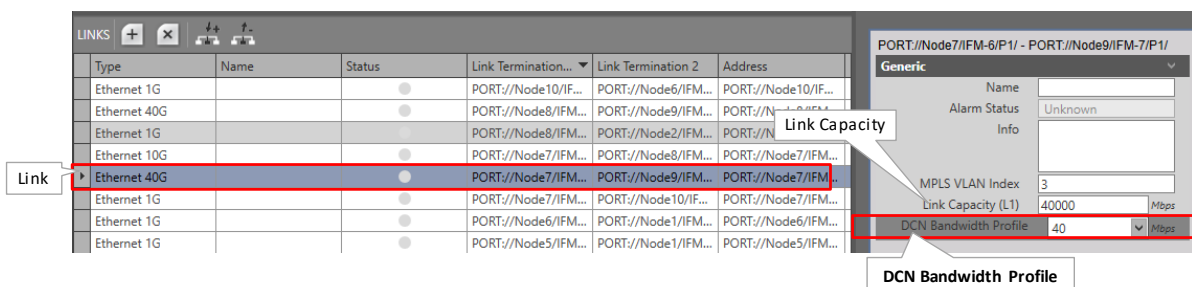 LINKS
Type Name Status Link Termination... Link Termination 2 Address
Ethernet 1G PORT://Node10/IF... PORT://Node6/IFM... PORT://Node10/IF...
Ethernet 40G PORT://Node8/IFM... PORT://Node9/IFM...
Ethernet 1G PORT://Node8/IFM... PORT://Node2/IFM... PORT://N
Ethernet 10G PORT://Node7/IFM... PORT://Node8/IFM... PORT://Node7/IFM...
Ethernet 40G PORT://Node7/IFM... PORT://Node9/IFM... PORT://Node7/IFM...
Ethernet 1G PORT://Node7/IFM... PORT://Node10/IF... PORT://Node7/IFM...
Ethernet 1G PORT://Node6/IFM... PORT://Node1/IFM... PORT://Node6/IFM...
Ethernet 1G PORT://Node5/IFM... PORT://Node1/IFM... PORT://Node5/IFM...
Link
Link Capacity
PORT://Node7/IFM-6/P1/ - PORT://Node9/IFM-7/P1/
Generic
Name
Alarm Status Unknown
Info
MPLS VLAN Index 3
Link Capacity (L1) 40000 Mbps
DCN Bandwidth Profile 40 Mbps
DCN Bandwidth Profile